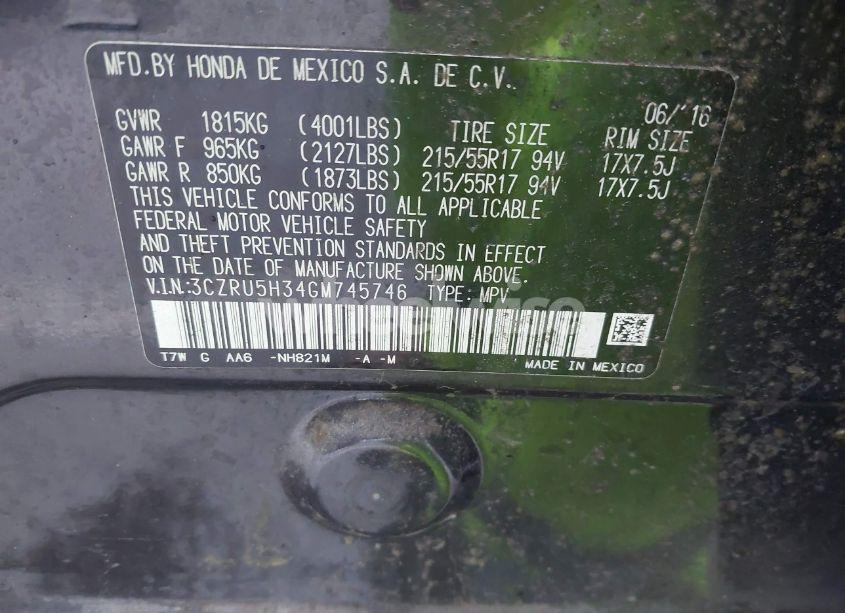 MFD.BY HONDA DE MEXICO S.A. DE C.V.
06/'16
GVWR 1815KG (4001LBS) TIRE SIZE RIM SIZE
GAWR F 965KG (2127LBS) 215/55R17 94V 17X7.5J
GAWR R 850KG (1873LBS) 215/55R17 94V 17X7.5J
THIS VEHICLE CONFORMS TO ALL APPLICABLE
FEDERAL MOTOR VEHICLE SAFETY
AND THEFT PREVENTION STANDARDS IN EFFECT
ON THE DATE OF MANUFACTURE SHOWN ABOVE.
V.I.N.:3CZRU5H34GM745746 TYPE: MPV
T7W G AA6 -NH821M -A -M
MADE IN MEXICO